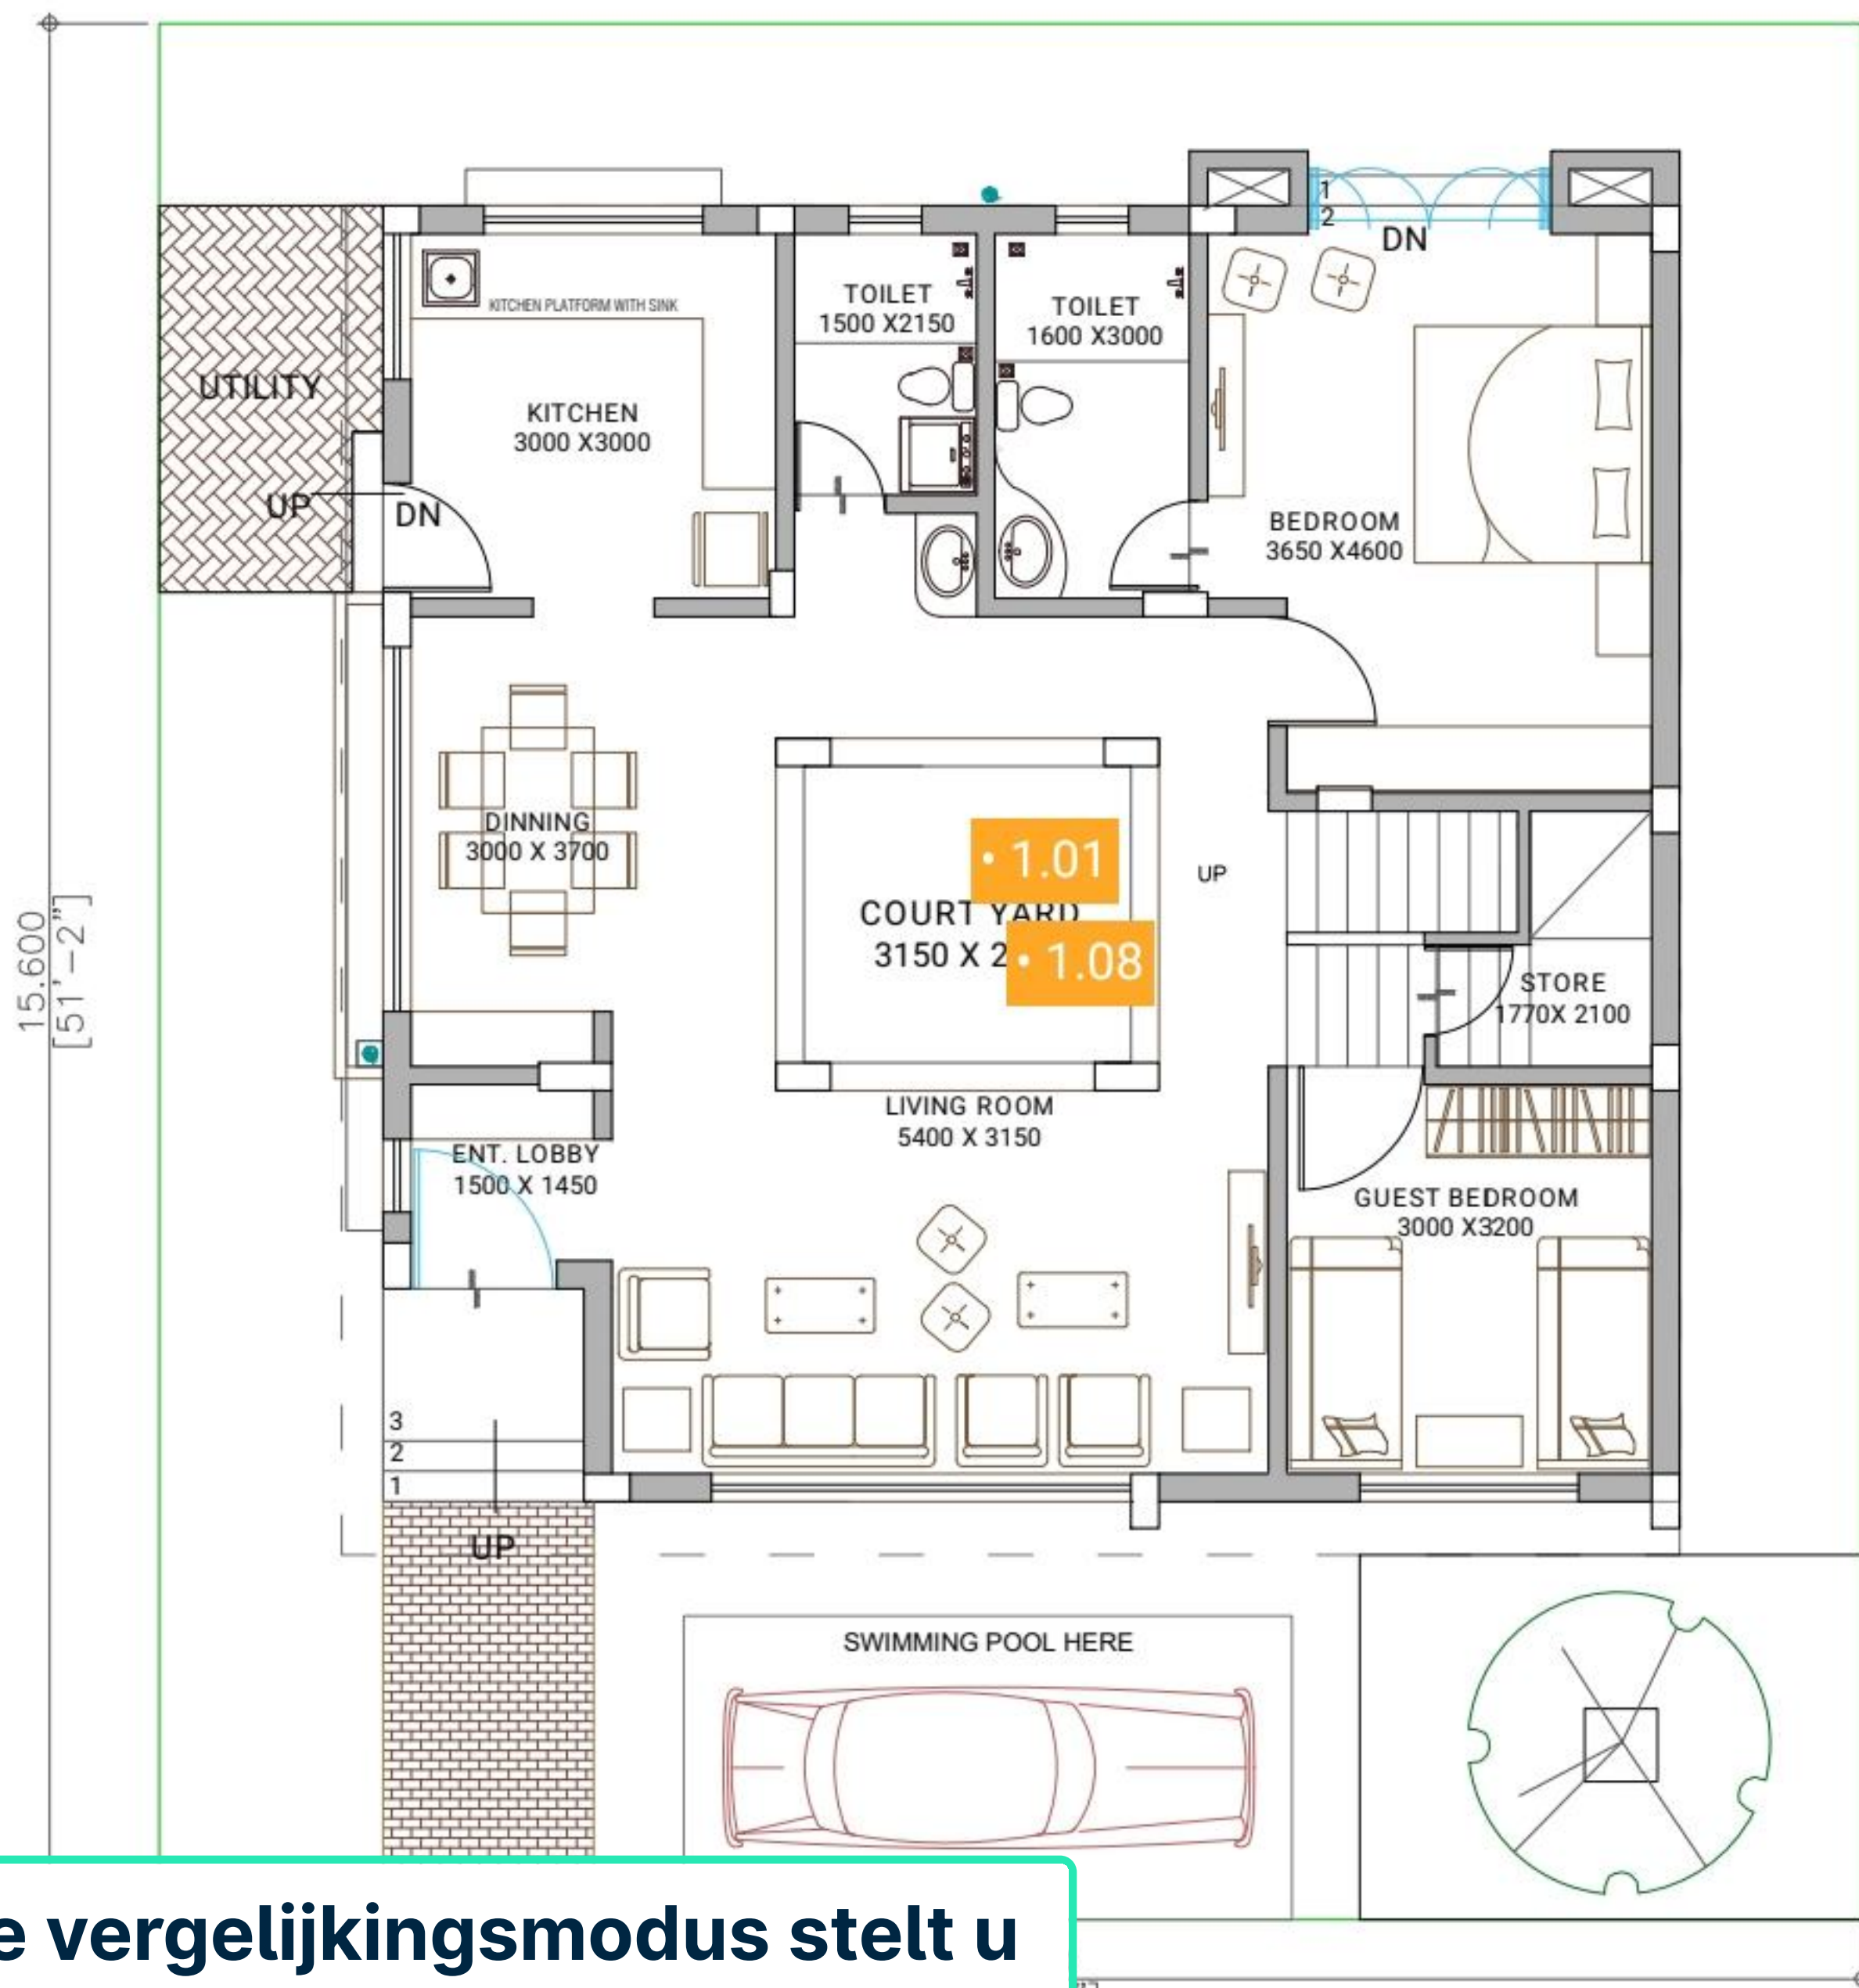 1
2
DN
KITCHEN PLATFORM WITH SINK
TOILET
1500 X2150
TOILET
1600 X3000
UTILITY
KITCHEN
3000 X3000
UP
DN
BEDROOM
3650 X4600
DINNING
3000 X 3700
• 1.01
UP
COURT YARD
3150 X 2
• 1.08
15.600
[51'-2"]
STORE
1770X 2100
LIVING ROOM
5400 X 3150
ENT. LOBBY
1500 X 1450
GUEST BEDROOM
3000 X3200
3
2
1
UP
SWIMMING POOL HERE
e vergelijkingsmodus stelt u